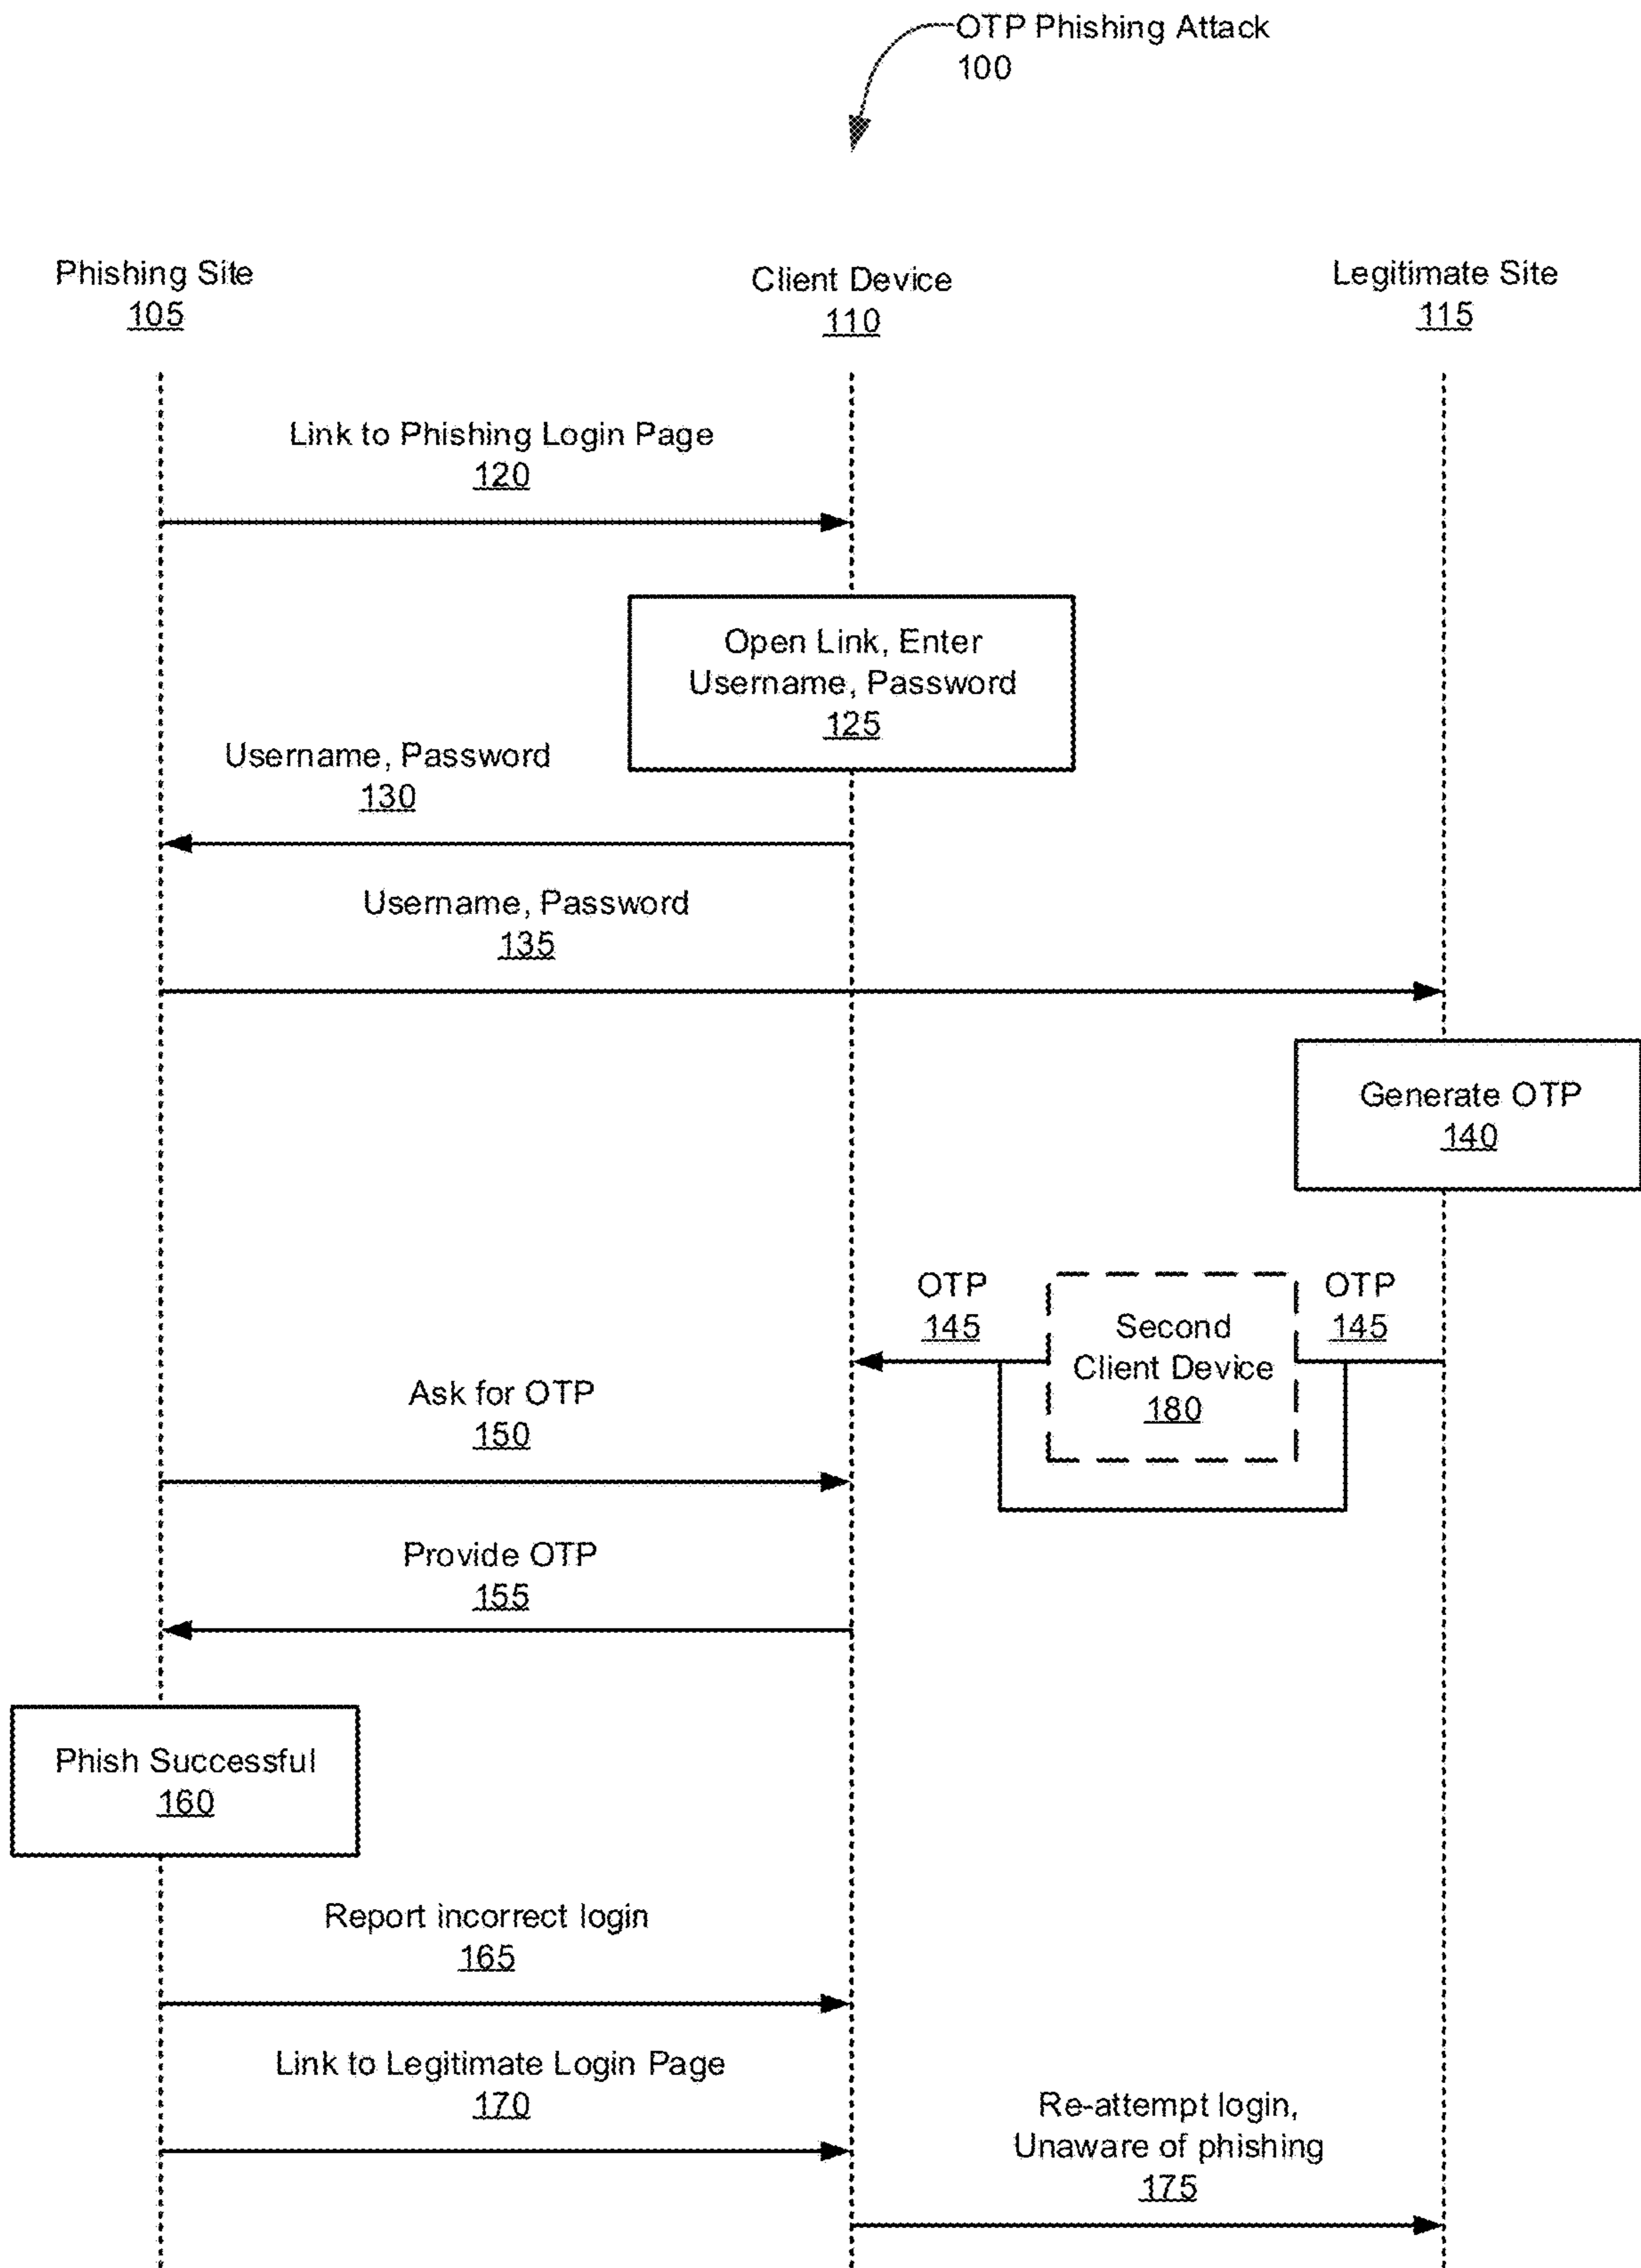 OTP Phishing Attack
100
Phishing Site
105
Client Device
110
Legitimate Site
115
Link to Phishing Login Page
120
Open Link, Enter
Username, Password
125
Username, Password
130
Username, Password
135
Generate OTP
140
OTP
145
Second
Client Device
180
OTP
145
Ask for OTP
150
Provide OTP
155
Phish Successful
160
Report incorrect login
165
Link to Legitimate Login Page
170
Re-attempt login,
Unaware of phishing
175